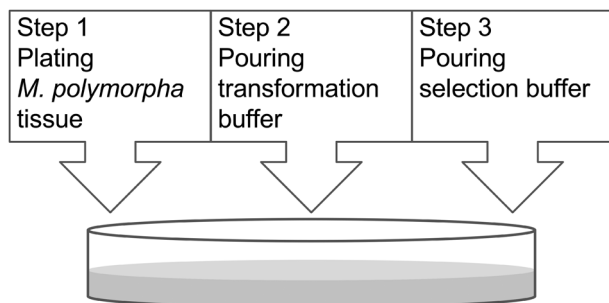 Step 1
Plating
M. polymorpha
tissue
Step 2
Pouring
transformation
buffer
Step 3
Pouring
selection buffer